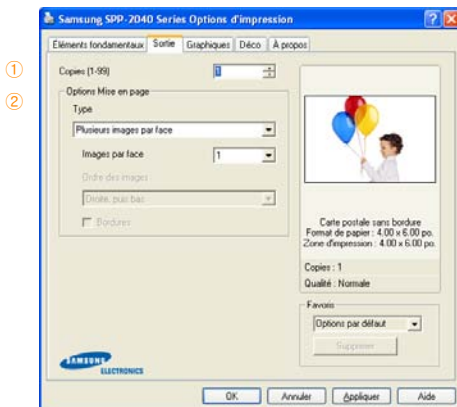 Samsung SPP-2040 Series Options d'impression
Éléments fondamentaux Sortie Graphiques Déco À propos
① Copies (1-99) 1
② Options Mise en page
Type
Plusieurs images par face
Images par face 1
Ordre des images
Droite, puis bas
Bordures
Carte postale sans bordure
Format de papier : 4.00 x 6.00 po.
Zone d'impression : 4.00 x 6.00 po.
Copies : 1
Qualité : Normale
Favoris
Options par défaut
Supprimer
SAMSUNG
ELECTRONICS
OK Annuler Appliquer Aide